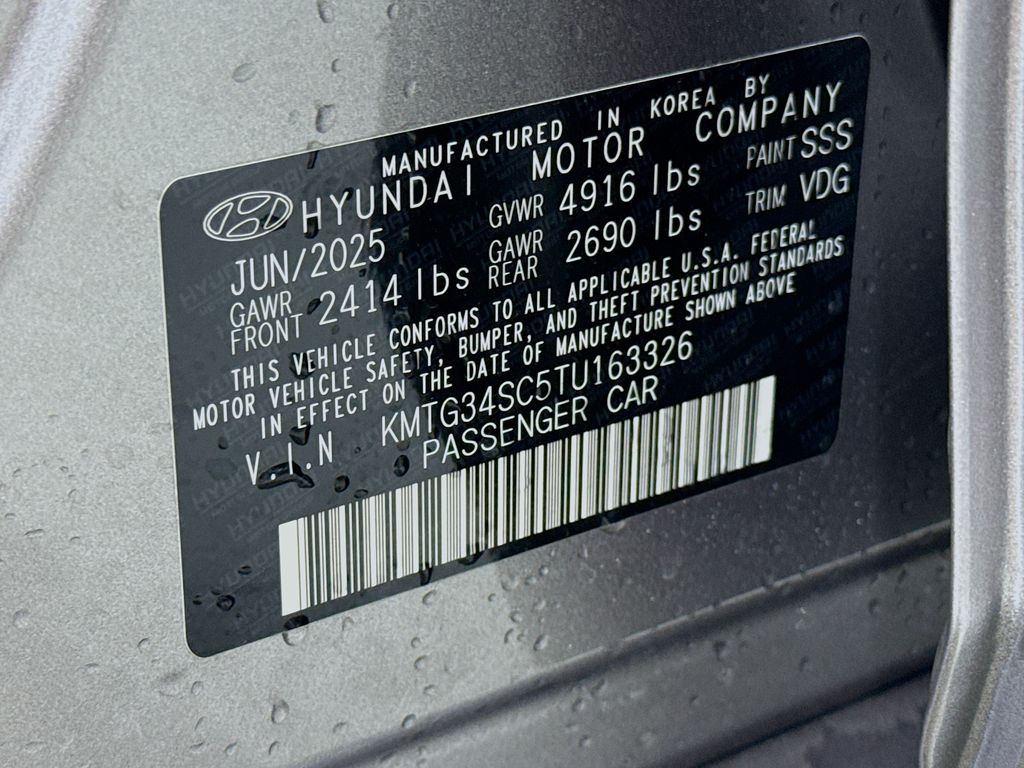 MANUFACTURED IN KOREA BY
HYUNDAI MOTOR COMPANY
JUN/2025 GVWR 4916 lbs PAINT SSS
GAWR FRONT 2414 lbs GAWR REAR 2690 lbs TRIM VDG
THIS VEHICLE CONFORMS TO ALL APPLICABLE U.S.A. FEDERAL
MOTOR VEHICLE SAFETY, BUMPER, AND THEFT PREVENTION STANDARDS
IN EFFECT ON THE DATE OF MANUFACTURE SHOWN ABOVE
V.I.N KMTG34SC5TU163326
PASSENGER CAR